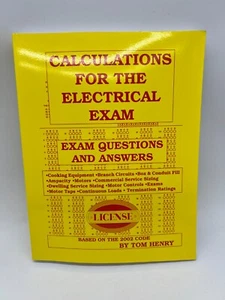 CALCULATIONS
FOR THE
ELECTRICAL
EXAM
EXAM QUESTIONS
AND ANSWERS
•Cooking Equipment •Branch Circuits •Box & Conduit Fill
•Ampacity •Motors •Commercial Service Sizing
•Dwelling Service Sizing •Motor Controls •Exams
•Motor Taps •Continuous Loads •Termination Ratings
LICENSE
BASED ON THE 2002 CODE
BY TOM HENRY